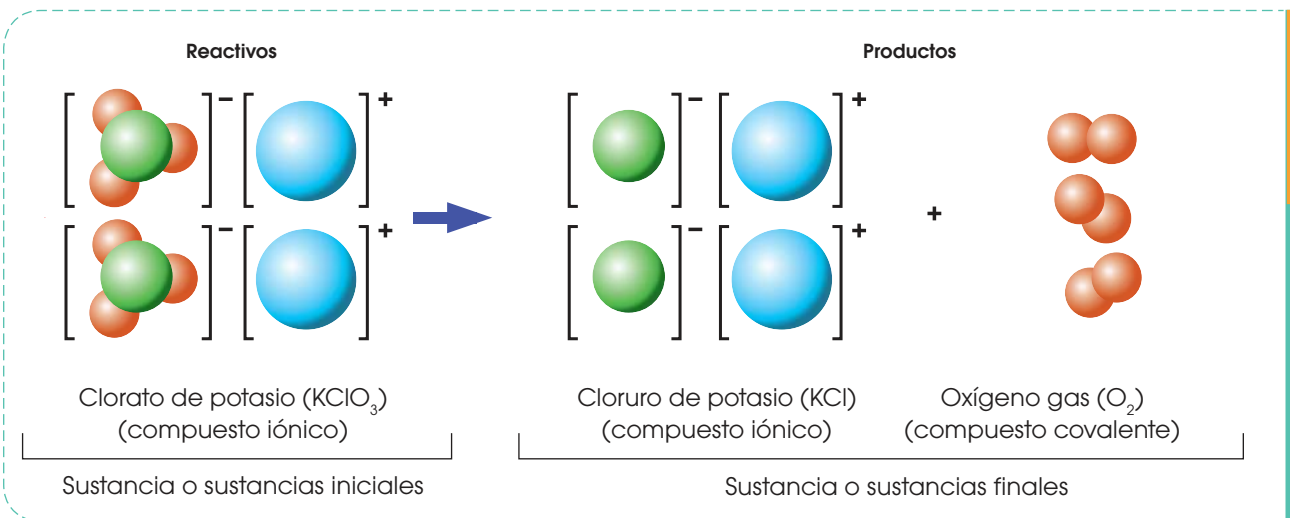 Reactivos
Productos
[ ]⁻ [ ]⁺
[ ]⁻ [ ]⁺
[ ]⁻ [ ]⁺
+
[ ]⁻ [ ]⁺
Clorato de potasio (KClO₃)
(compuesto iónico)
Cloruro de potasio (KCl)
(compuesto iónico)
Oxígeno gas (O₂)
(compuesto covalente)
Sustancia o sustancias iniciales
Sustancia o sustancias finales